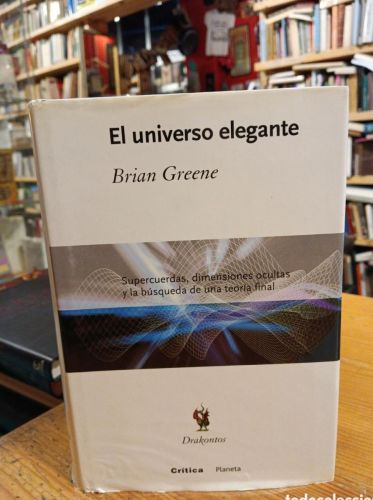 El universo elegante
Brian Greene
Supercuerdas, dimensiones ocultas
y la búsqueda de una teoría final
Drakontos
Crítica Planeta